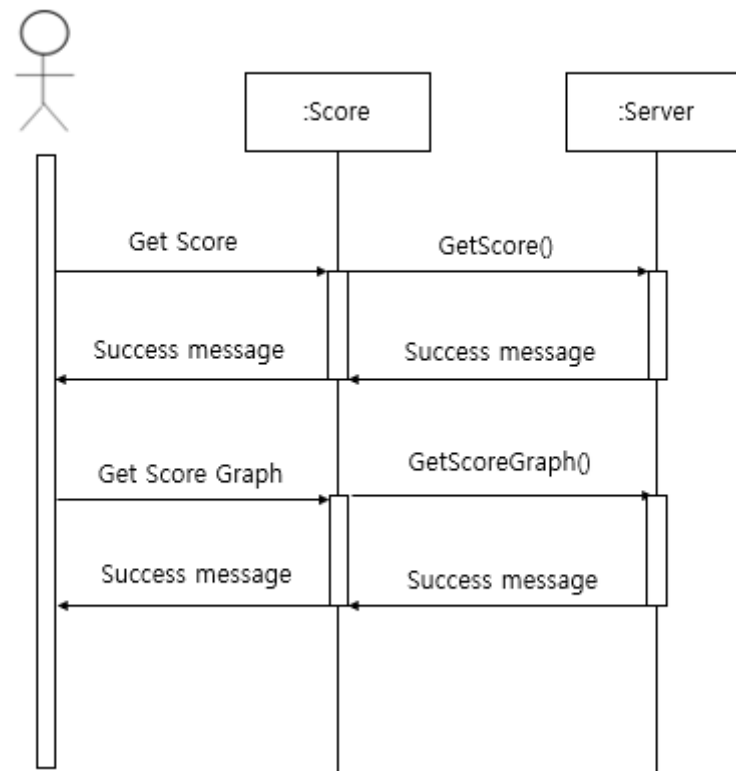 :Score
:Server
Get Score
GetScore()
Success message
Success message
Get Score Graph
GetScoreGraph()
Success message
Success message